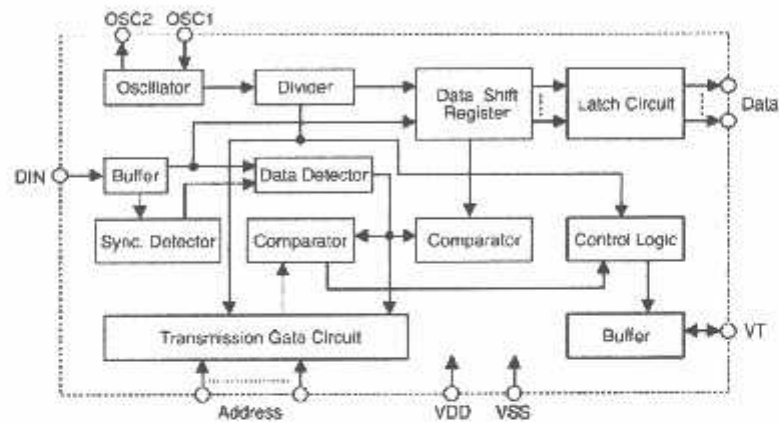 OSC2 OSC1
Oscillator
Divider
Data Shift
Register
Latch Circuit
Data
DIN
Buffer
Data Detector
Sync. Detector
Comparator
Comparator
Control Logic
Transmission Gata Circuit
Buffer
VT
Address
VDD
VSS